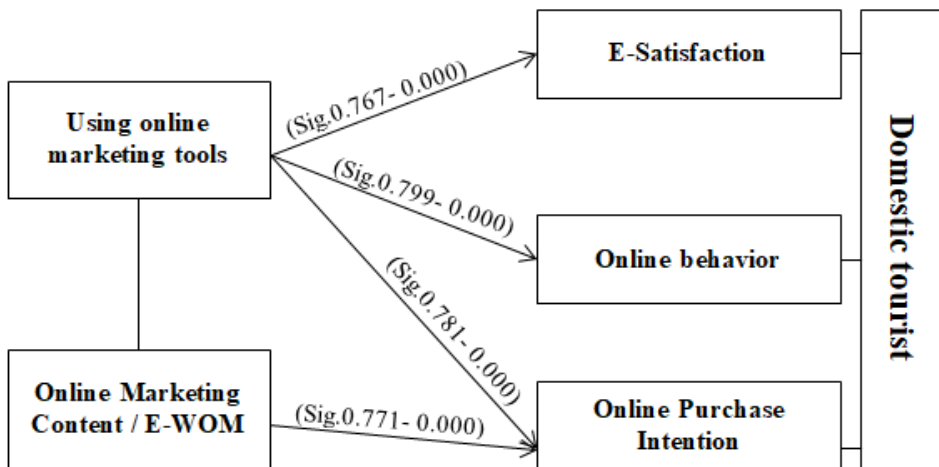 E-Satisfaction
Using online
marketing tools
(Sig.0.767- 0.000)
(Sig.0.799- 0.000)
Online behavior
(Sig.0.781- 0.000)
Online Marketing
Content / E-WOM
(Sig.0.771- 0.000)
Online Purchase
Intention
Domestic tourist